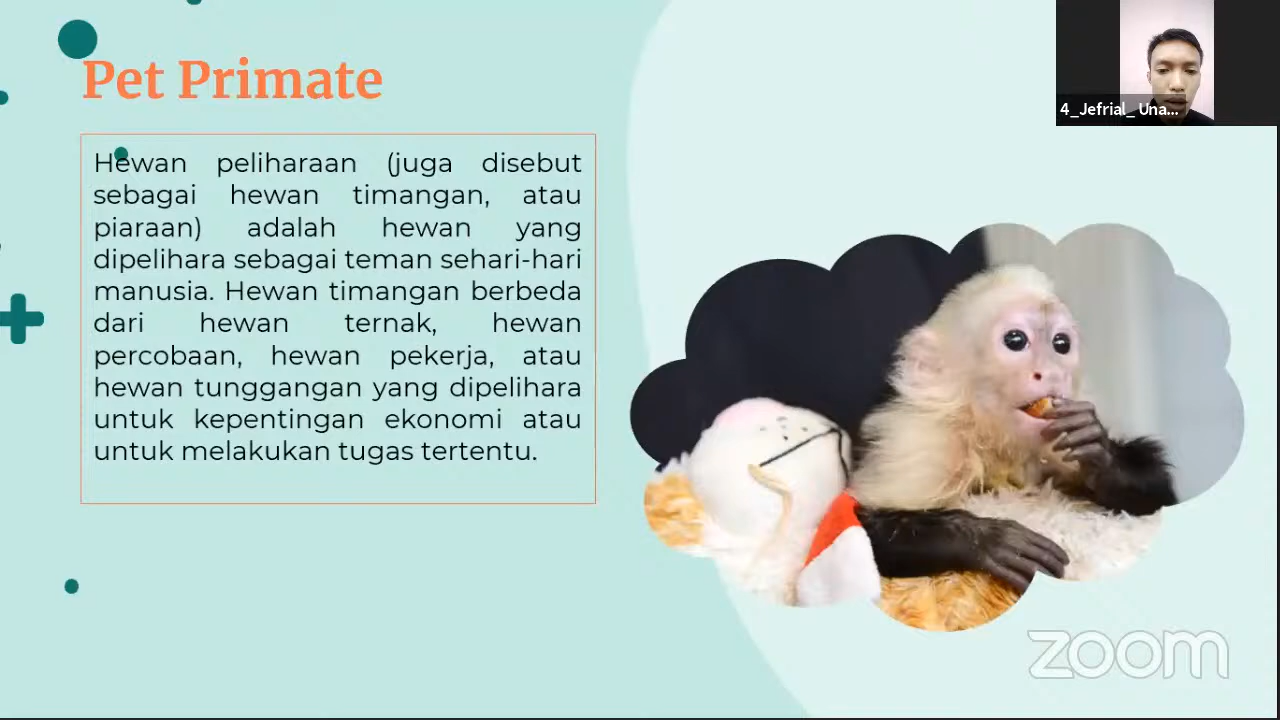 Pet Primate
4_Jefrial_ Una...
Hewan peliharaan (juga disebut
sebagai hewan timangan, atau
piaraan) adalah hewan yang
dipelihara sebagai teman sehari-hari
manusia. Hewan timangan berbeda
dari hewan ternak, hewan
percobaan, hewan pekerja, atau
hewan tunggangan yang dipelihara
untuk kepentingan ekonomi atau
untuk melakukan tugas tertentu.
zoom